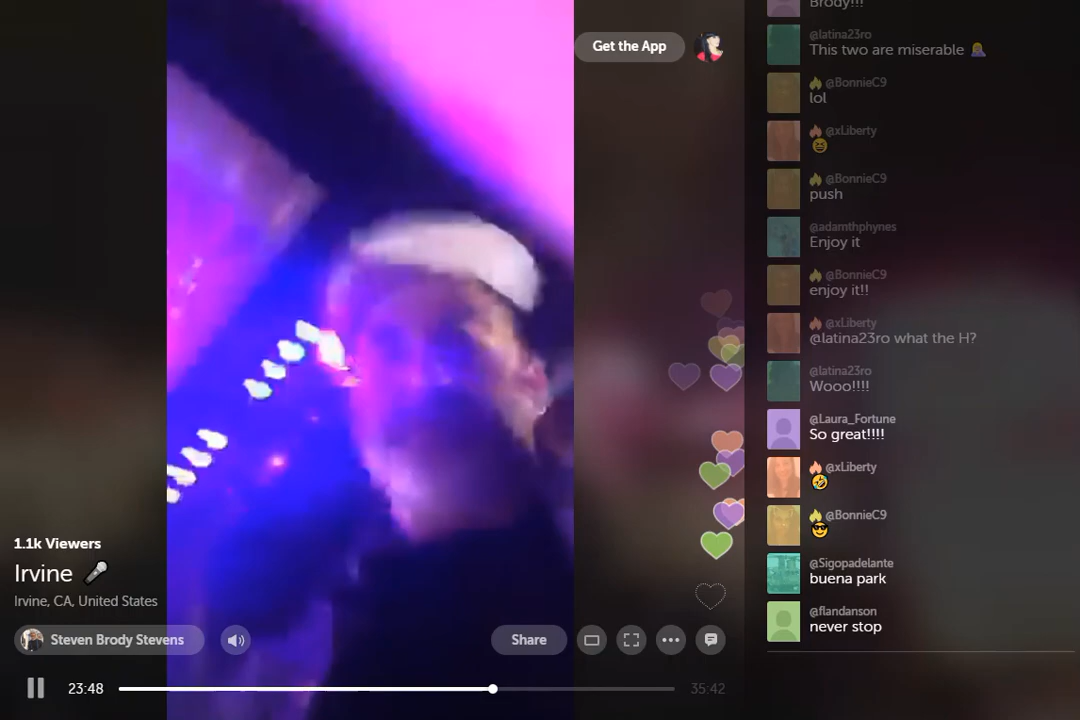 Get the App
Brody!!!
@latina23ro
This two are miserable
@BonnieC9
lol
@xLiberty
@BonnieC9
push
@adamthphynes
Enjoy it
@BonnieC9
enjoy it!!
@xLiberty
@latina23ro what the H?
@latina23ro
Wooo!!!!
@Laura_Fortune
So great!!!!
@xLiberty
@BonnieC9
@Sigopadelante
buena park
@flandanson
never stop
1.1k Viewers
Irvine
Irvine, CA, United States
Steven Brody Stevens
Share
23:48
35:42